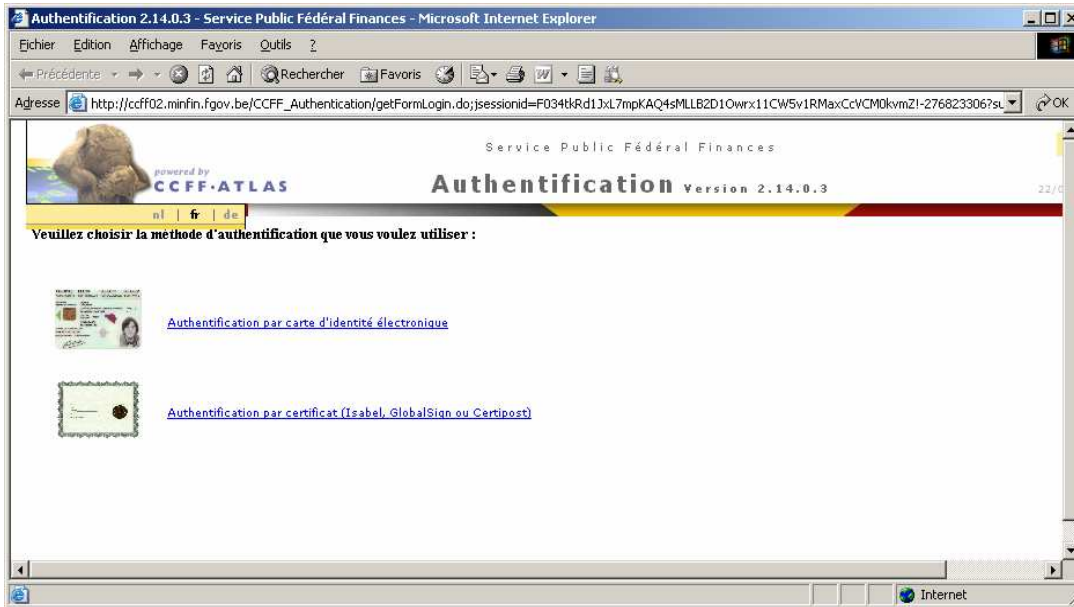 Authentification 2.14.0.3 - Service Public Fédéral Finances - Microsoft Internet Explorer
Fichier Edition Affichage Favoris Outils ?
Précédente Rechercher Favoris
Adresse http://ccff02.minfin.fgov.be/CCFF_Authentication/getFormLogin.do;jsessionid=F034tkRd1JxL7mpKAQ4sMLLB2D1Owrx11CW5v1RMaxCcVCM0kvmZ!-276823306?su OK
Service Public Fédéral Finances
powered by
CCFF·ATLAS
Authentification Version 2.14.0.3
22/0
nl | fr | de
Veuillez choisir la méthode d'authentification que vous voulez utiliser :
Authentification par carte d'identité électronique
Authentification par certificat (Isabel, GlobalSign ou Certipost)
Internet